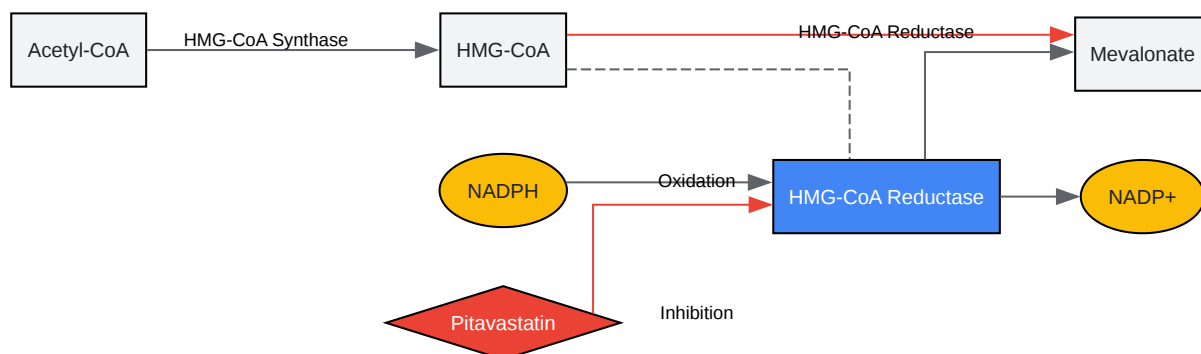 Acetyl-CoA
HMG-CoA Synthase
HMG-CoA
HMG-CoA Reductase
Mevalonate
NADPH
Oxidation
HMG-CoA Reductase
NADP+
Pitavastatin
Inhibition